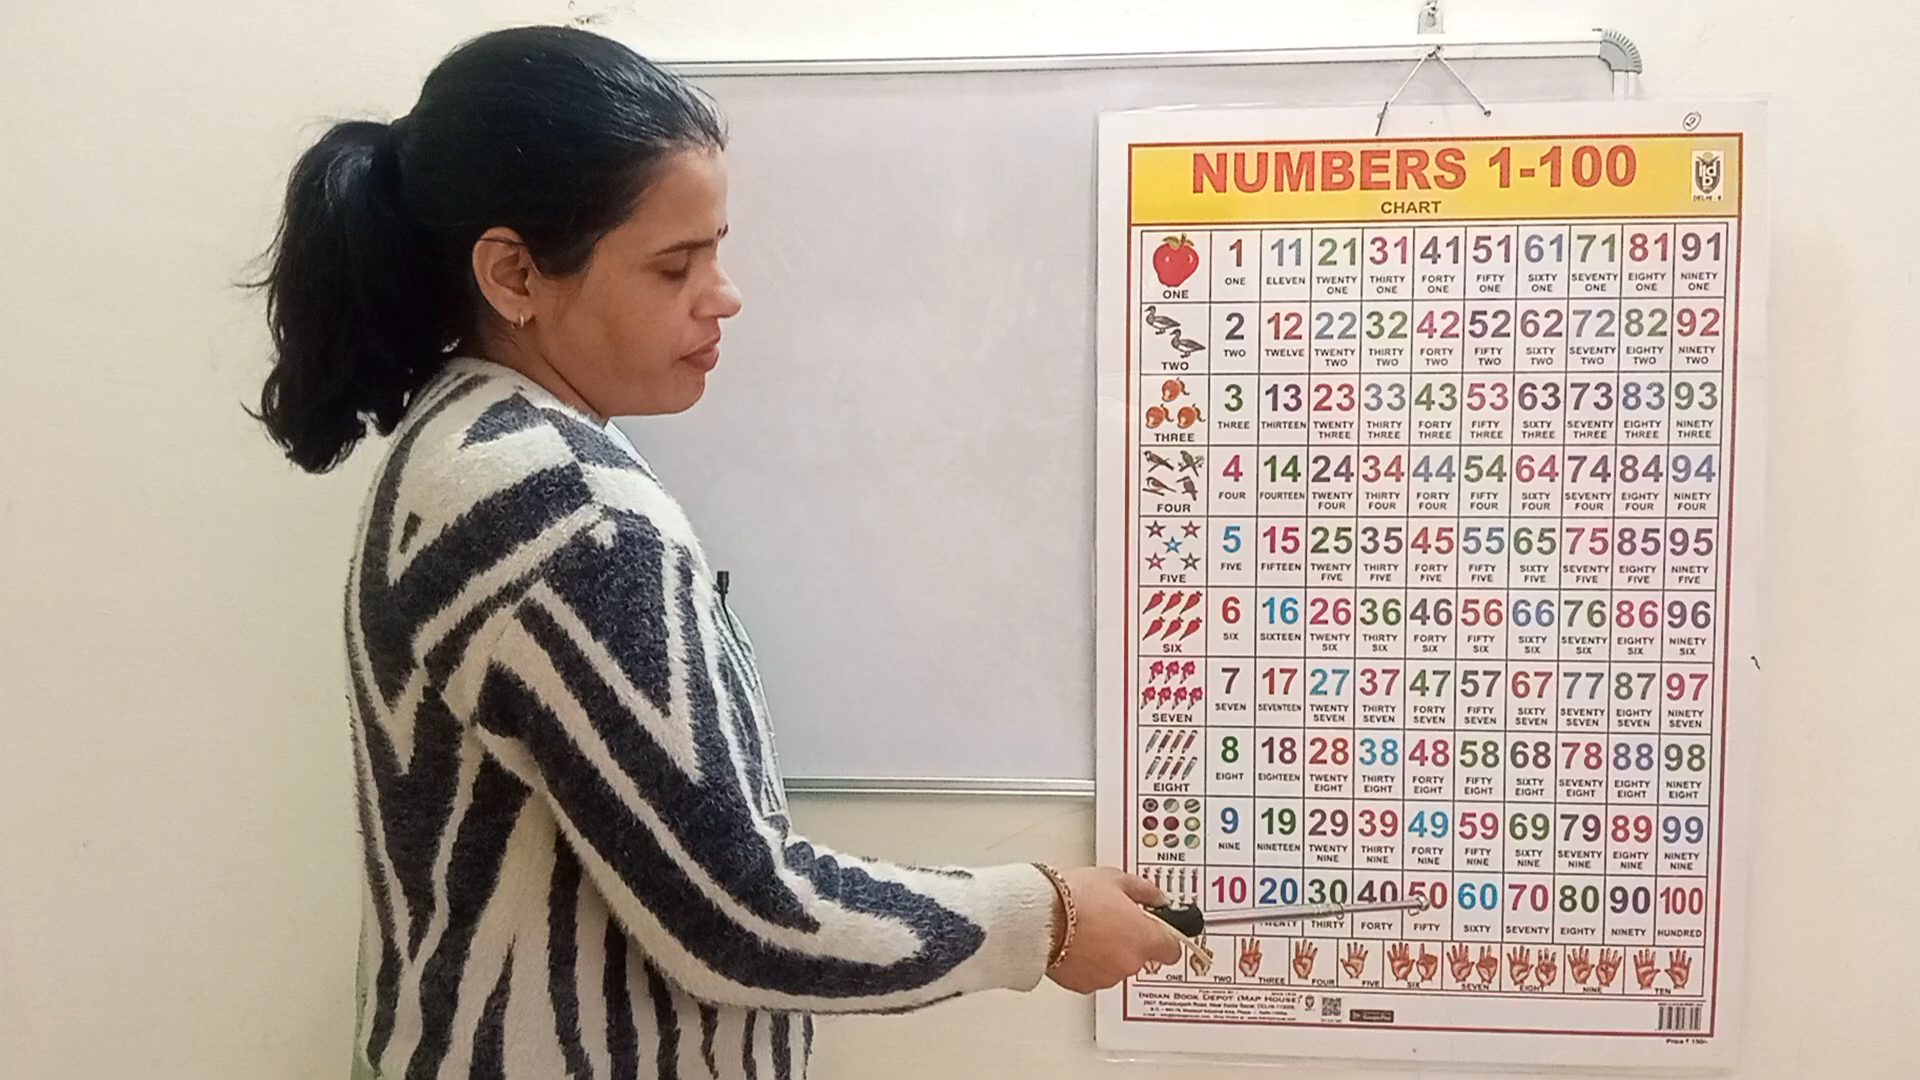 2
NUMBERS 1-100
CHART
1 11 21 31 41 51 61 71 81 91
ONE ONE ELEVEN TWENTY ONE THIRTY ONE FORTY ONE FIFTY ONE SIXTY ONE SEVENTY ONE EIGHTY ONE NINETY ONE
2 12 22 32 42 52 62 72 82 92
TWO TWO TWELVE TWENTY TWO THIRTY TWO FORTY TWO FIFTY TWO SIXTY TWO SEVENTY TWO EIGHTY TWO NINETY TWO
3 13 23 33 43 53 63 73 83 93
THREE THREE THIRTEEN TWENTY THREE THIRTY THREE FORTY THREE FIFTY THREE SIXTY THREE SEVENTY THREE EIGHTY THREE NINETY THREE
4 14 24 34 44 54 64 74 84 94
FOUR FOUR FOURTEEN TWENTY FOUR THIRTY FOUR FORTY FOUR FIFTY FOUR SIXTY FOUR SEVENTY FOUR EIGHTY FOUR NINETY FOUR
5 15 25 35 45 55 65 75 85 95
FIVE FIVE FIFTEEN TWENTY FIVE THIRTY FIVE FORTY FIVE FIFTY FIVE SIXTY FIVE SEVENTY FIVE EIGHTY FIVE NINETY FIVE
6 16 26 36 46 56 66 76 86 96
SIX SIX SIXTEEN TWENTY SIX THIRTY SIX FORTY SIX FIFTY SIX SIXTY SIX SEVENTY SIX EIGHTY SIX NINETY SIX
7 17 27 37 47 57 67 77 87 97
SEVEN SEVEN SEVENTEEN TWENTY SEVEN THIRTY SEVEN FORTY SEVEN FIFTY SEVEN SIXTY SEVEN SEVENTY SEVEN EIGHTY SEVEN NINETY SEVEN
8 18 28 38 48 58 68 78 88 98
EIGHT EIGHT EIGHTEEN TWENTY EIGHT THIRTY EIGHT FORTY EIGHT FIFTY EIGHT SIXTY EIGHT SEVENTY EIGHT EIGHTY EIGHT NINETY EIGHT
9 19 29 39 49 59 69 79 89 99
NINE NINE NINETEEN TWENTY NINE THIRTY NINE FORTY NINE FIFTY NINE SIXTY NINE SEVENTY NINE EIGHTY NINE NINETY NINE
10 20 30 40 50 60 70 80 90 100
TWENTY THIRTY FORTY FIFTY SIXTY SEVENTY EIGHTY NINETY HUNDRED
ONE TWO THREE FOUR FIVE SIX SEVEN EIGHT NINE TEN
INDIAN BOOK DEPOT (MAP HOUSE)
Price ₹ 150/-